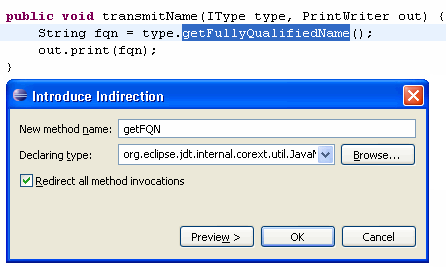 public void transmitName(IType type, PrintWriter out) {
String fqn = type.getFullyQualifiedName();
out.print(fqn);
}
Introduce Indirection
New method name: getFQN
Declaring type: org.eclipse.jdt.internal.corext.util. Browse...
Redirect all method invocations
Preview > OK Cancel